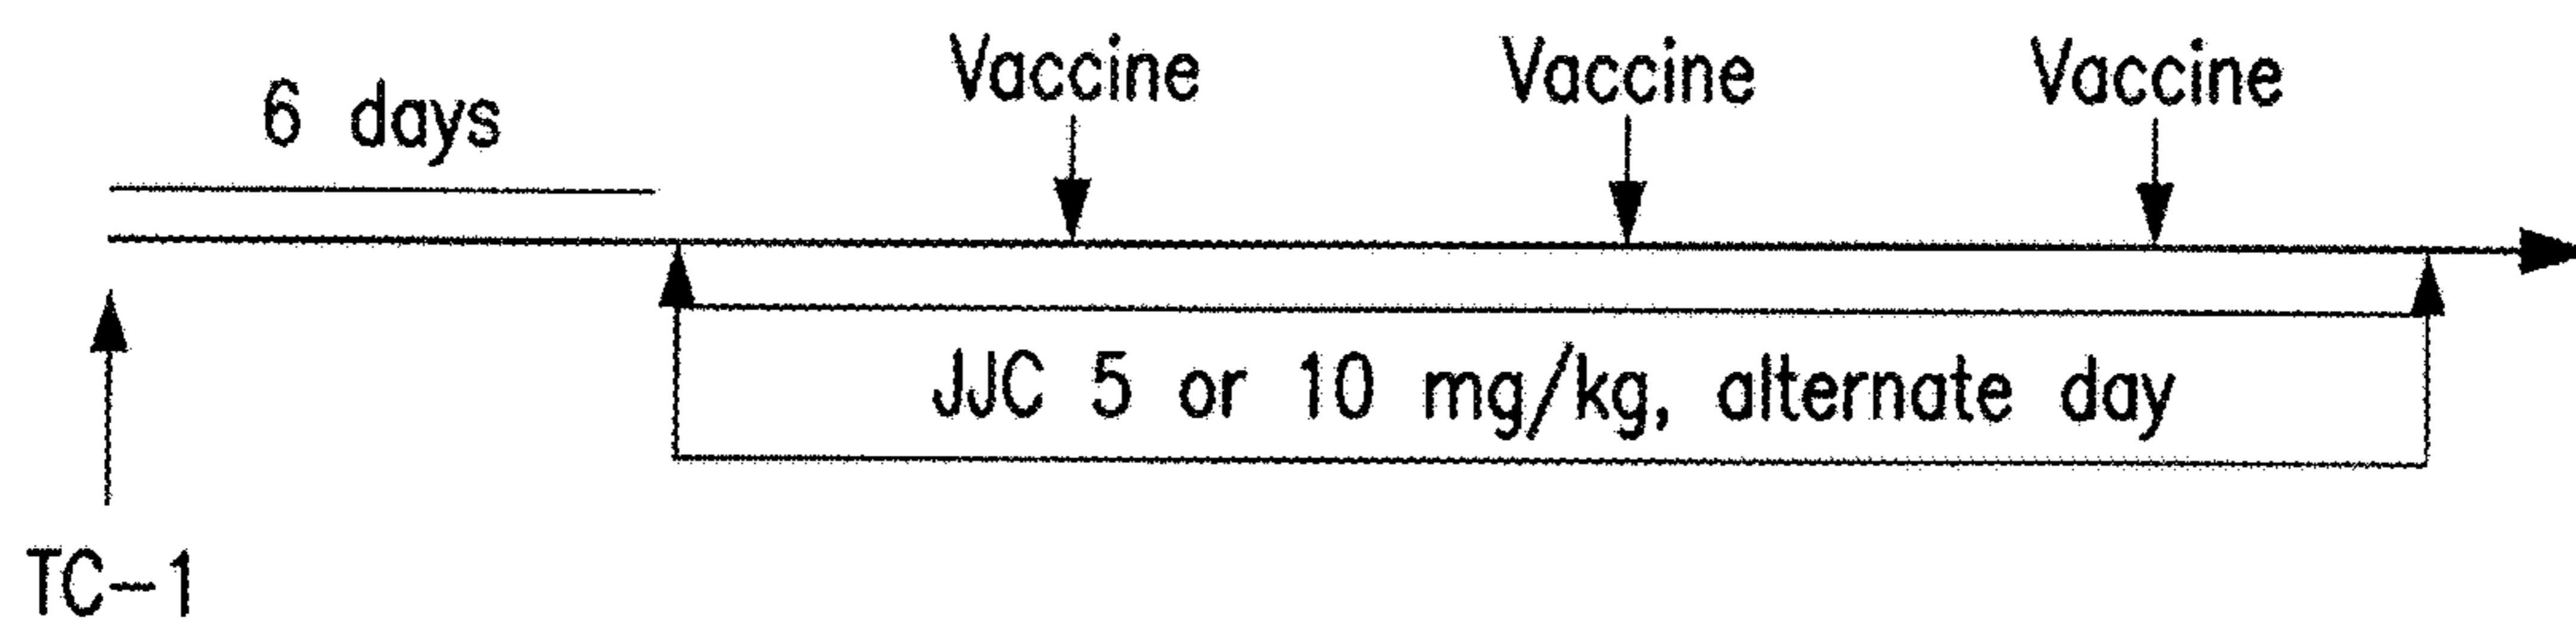 6 days
Vaccine
Vaccine
Vaccine
JJC 5 or 10 mg/kg, alternate day
TC-1